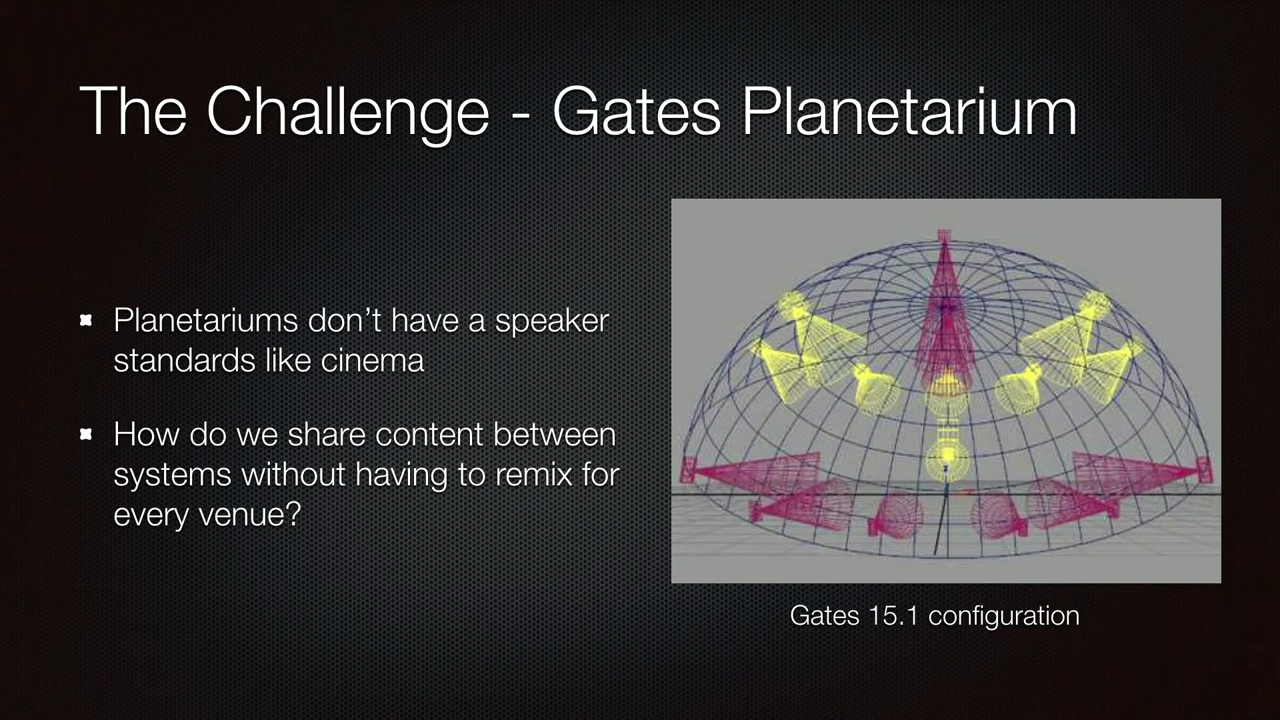 The Challenge - Gates Planetarium
Planetariums don’t have a speaker
standards like cinema
How do we share content between
systems without having to remix for
every venue?
Gates 15.1 configuration